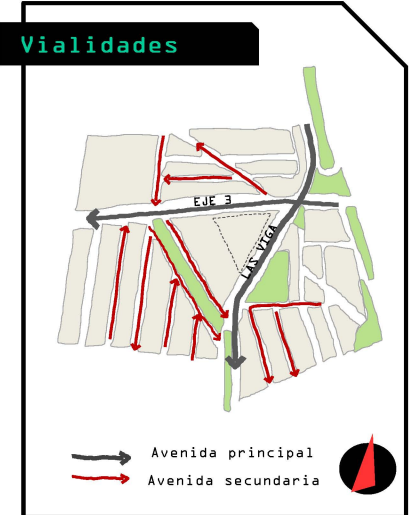 Vialidades
EJE 3
LAS VIGA
Avenida principal
Avenida secundaria